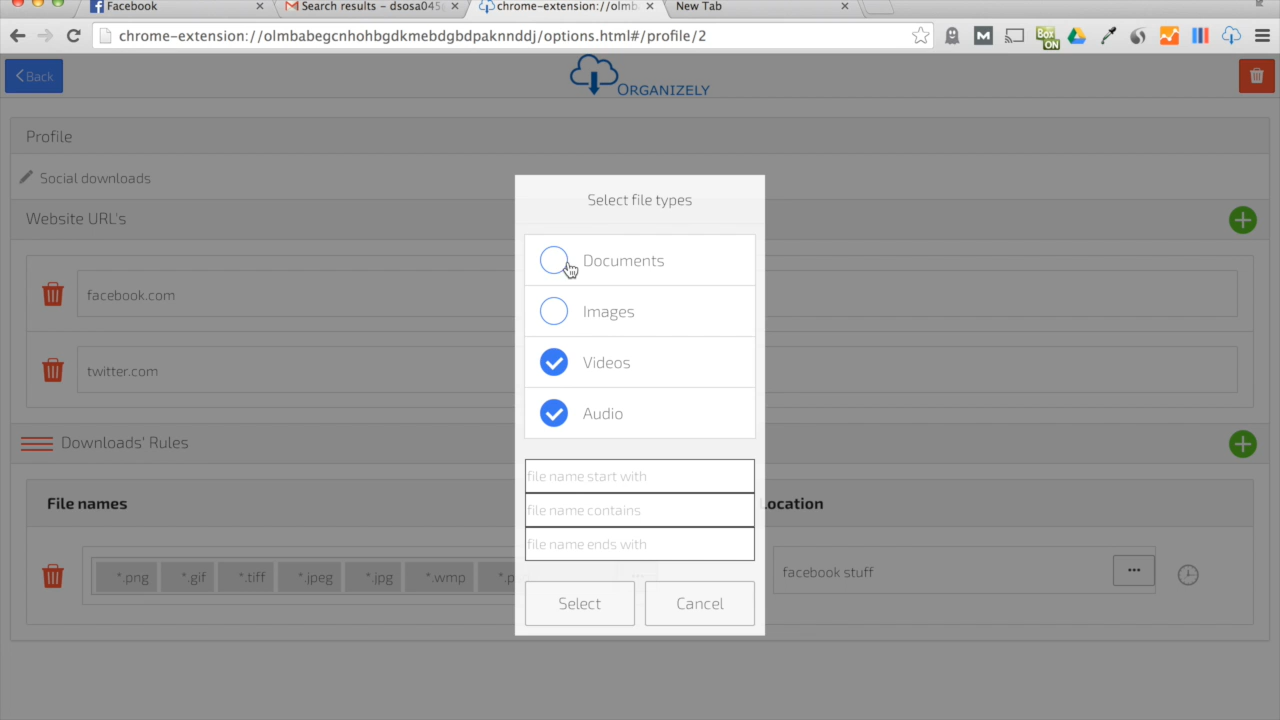 Facebook
Search results – dsosa045
chrome-extension://olmb
New Tab
chrome-extension://olmbabegcnhohbgdkmebdgbdpaknnddj/options.html#/profile/2
Box
ON
Back
ORGANIZELY
Profile
Social downloads
Website URL's
facebook.com
twitter.com
Downloads' Rules
File names
Location
*.png
*.gif
*.tiff
*.jpeg
*.jpg
*.wmp
*.p
facebook stuff
Select file types
Documents
Images
Videos
Audio
file name start with
file name contains
file name ends with
Select
Cancel